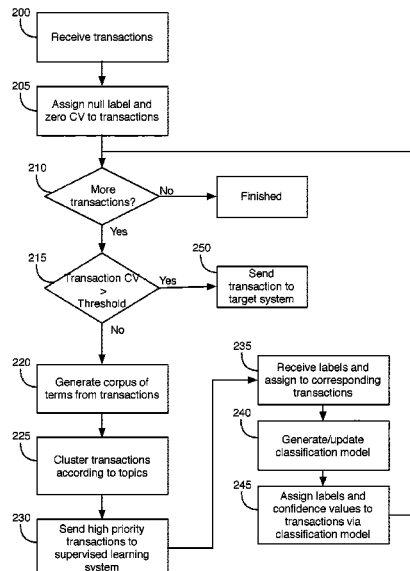 200
Receive transactions
205
Assign null label and
zero CV to transactions
210
More
transactions?
No
Finished
Yes
215
Transaction CV
>
Threshold
Yes
250
Send
transaction to
target system
No
220
Generate corpus of
terms from transactions
225
Cluster transactions
according to topics
230
Send high priority
transactions to
supervised learning
system
235
Receive labels and
assign to corresponding
transactions
240
Generate/update
classification model
245
Assign labels and
confidence values to
transactions via
classification model